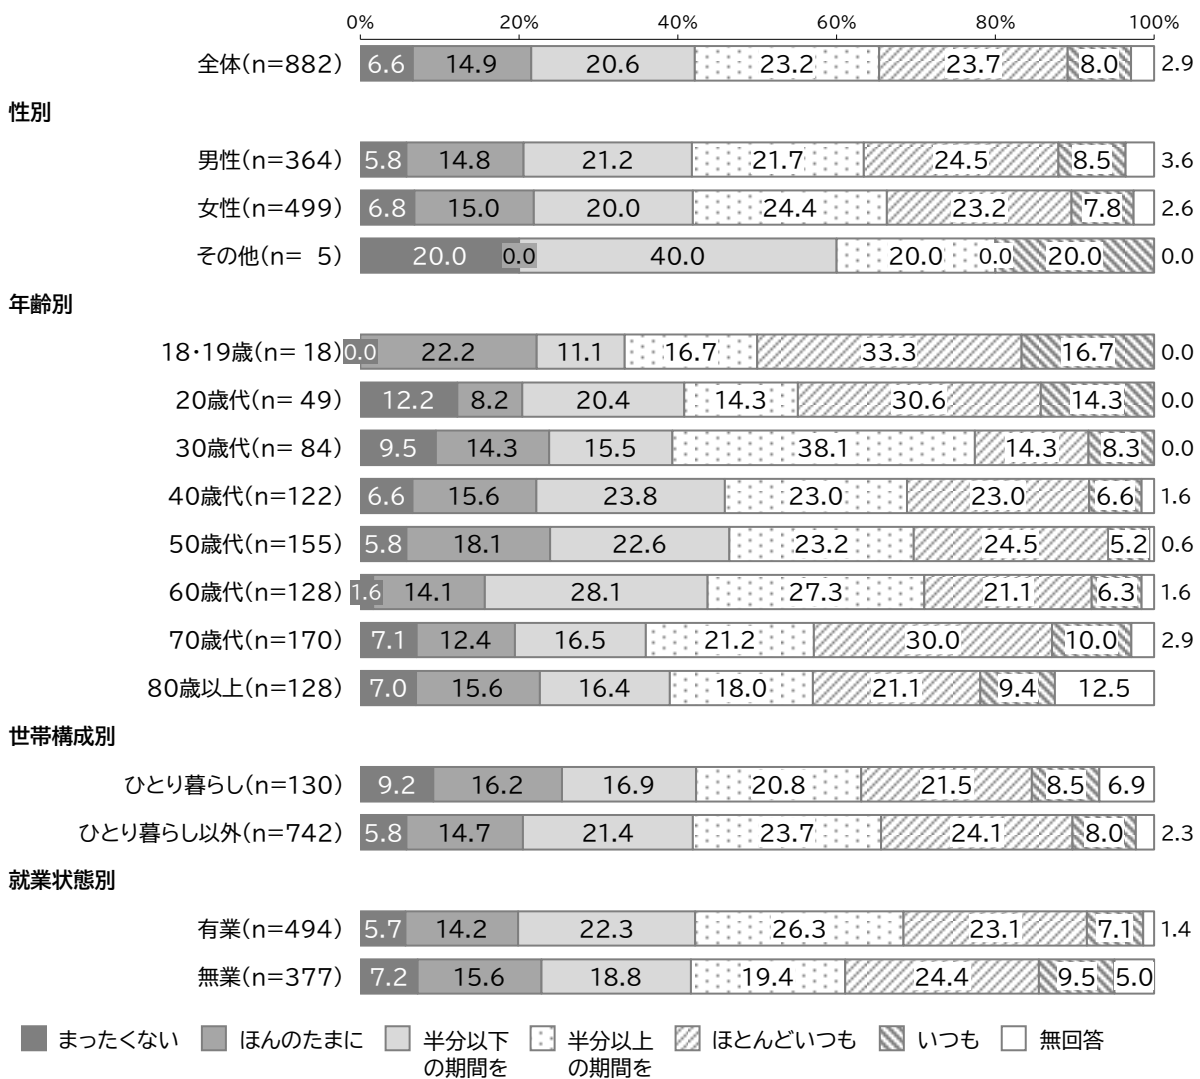 0% 20% 40% 60% 80% 100%
全体(n=882) 6.6 14.9 20.6 23.2 23.7 8.0 2.9
性別
男性(n=364) 5.8 14.8 21.2 21.7 24.5 8.5 3.6
女性(n=499) 6.8 15.0 20.0 24.4 23.2 7.8 2.6
その他(n= 5) 20.0 0.0 40.0 20.0 0.0 20.0 0.0
年齢別
18・19歳(n= 18) 0.0 22.2 11.1 16.7 33.3 16.7 0.0
20歳代(n= 49) 12.2 8.2 20.4 14.3 30.6 14.3 0.0
30歳代(n= 84) 9.5 14.3 15.5 38.1 14.3 8.3 0.0
40歳代(n=122) 6.6 15.6 23.8 23.0 23.0 6.6 1.6
50歳代(n=155) 5.8 18.1 22.6 23.2 24.5 5.2 0.6
60歳代(n=128) 1.6 14.1 28.1 27.3 21.1 6.3 1.6
70歳代(n=170) 7.1 12.4 16.5 21.2 30.0 10.0 2.9
80歳以上(n=128) 7.0 15.6 16.4 18.0 21.1 9.4 12.5
世帯構成別
ひとり暮らし(n=130) 9.2 16.2 16.9 20.8 21.5 8.5 6.9
ひとり暮らし以外(n=742) 5.8 14.7 21.4 23.7 24.1 8.0 2.3
就業状態別
有業(n=494) 5.7 14.2 22.3 26.3 23.1 7.1 1.4
無業(n=377) 7.2 15.6 18.8 19.4 24.4 9.5 5.0
まったくない ほんのたまに 半分以下 半分以上 ほとんどいつも いつも 無回答
の期間を の期間を